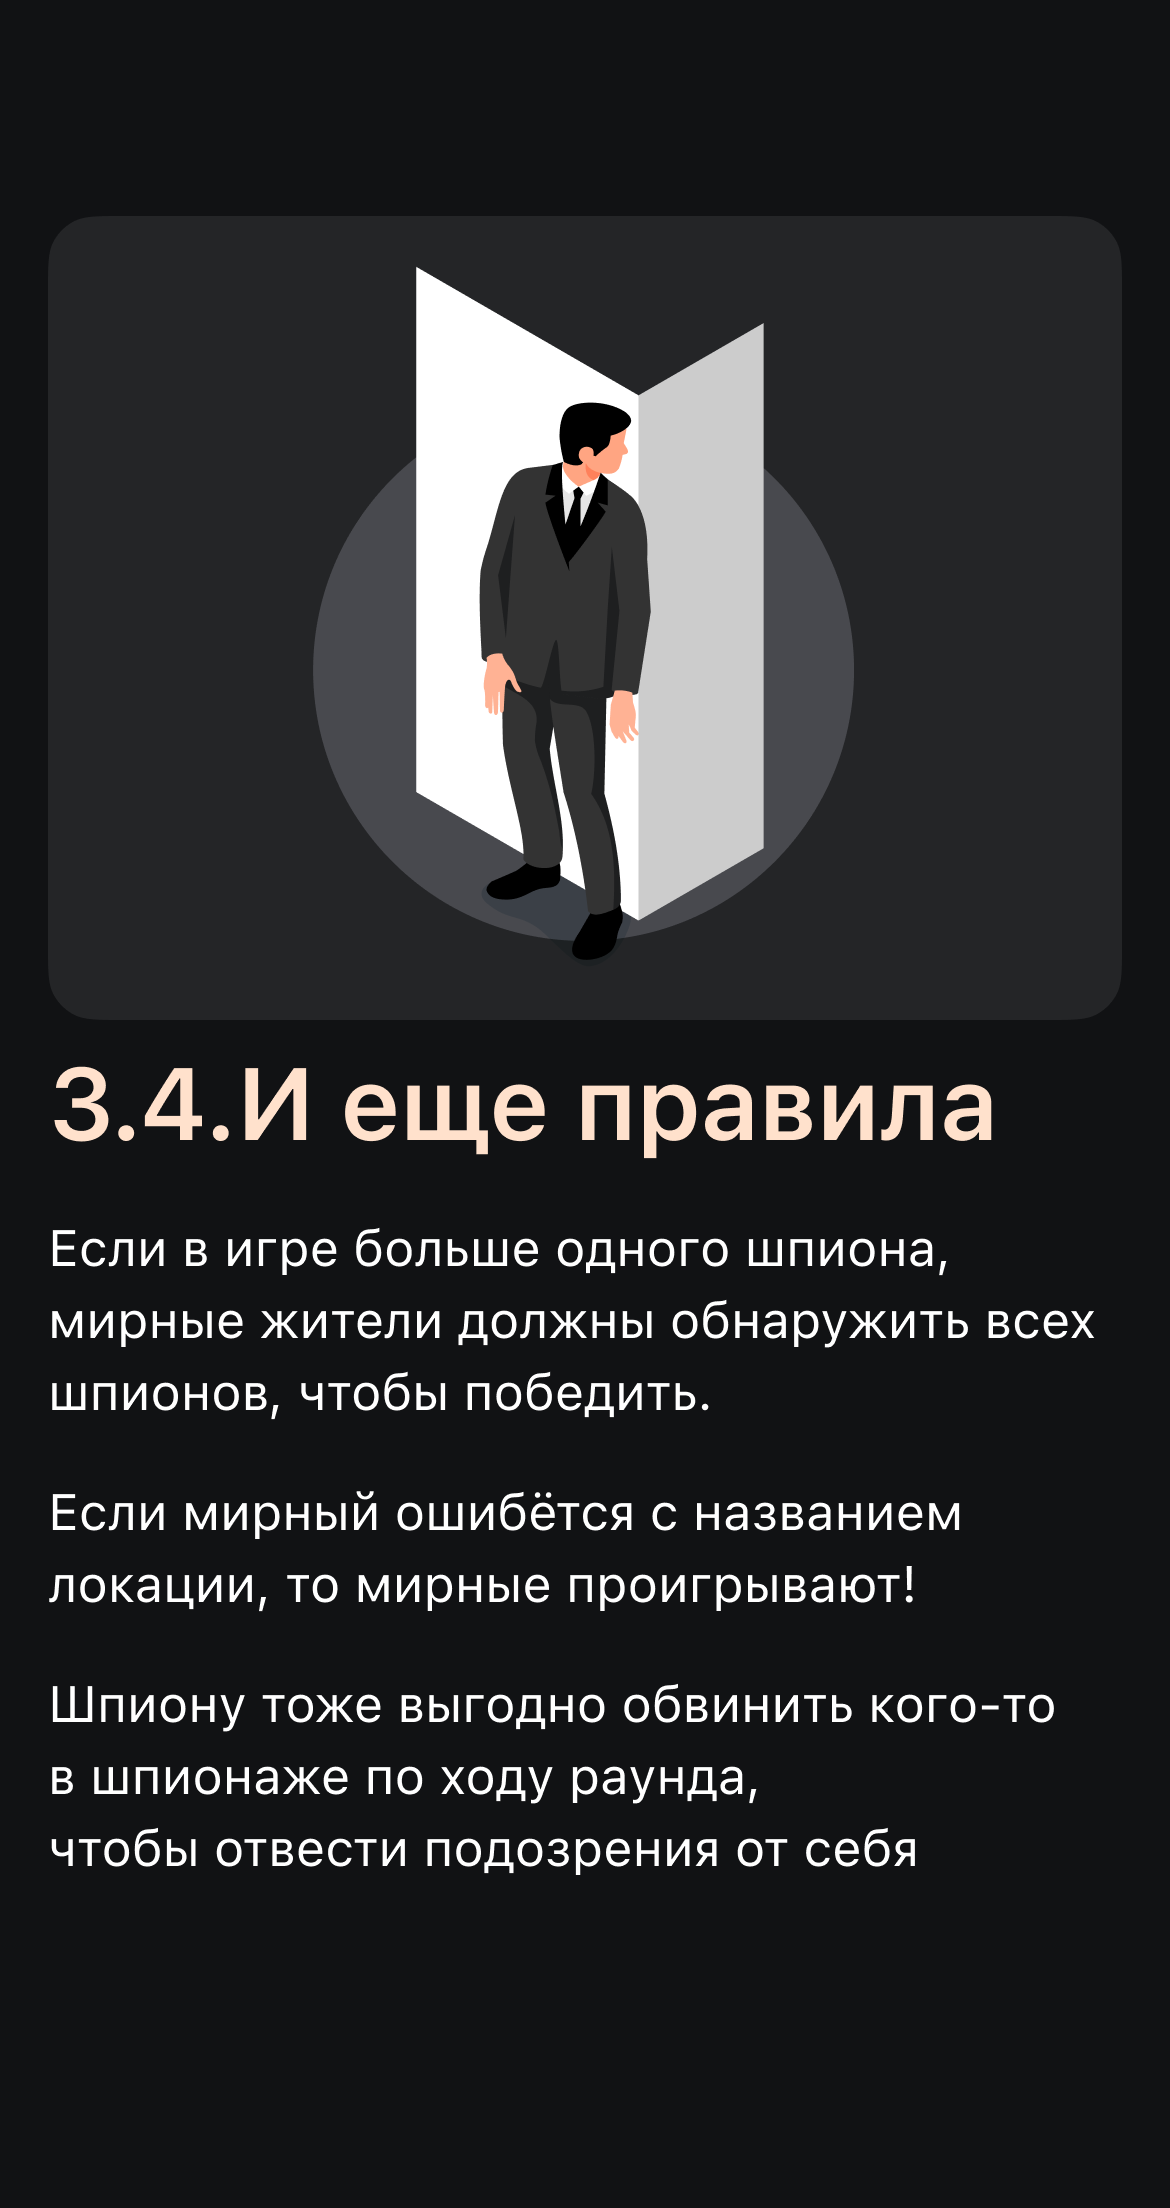 3.4.И еще правила
Если в игре больше одного шпиона,
мирные жители должны обнаружить всех
шпионов, чтобы победить.
Если мирный ошибётся с названием
локации, то мирные проигрывают!
Шпиону тоже выгодно обвинить кого-то
в шпионаже по ходу раунда,
чтобы отвести подозрения от себя